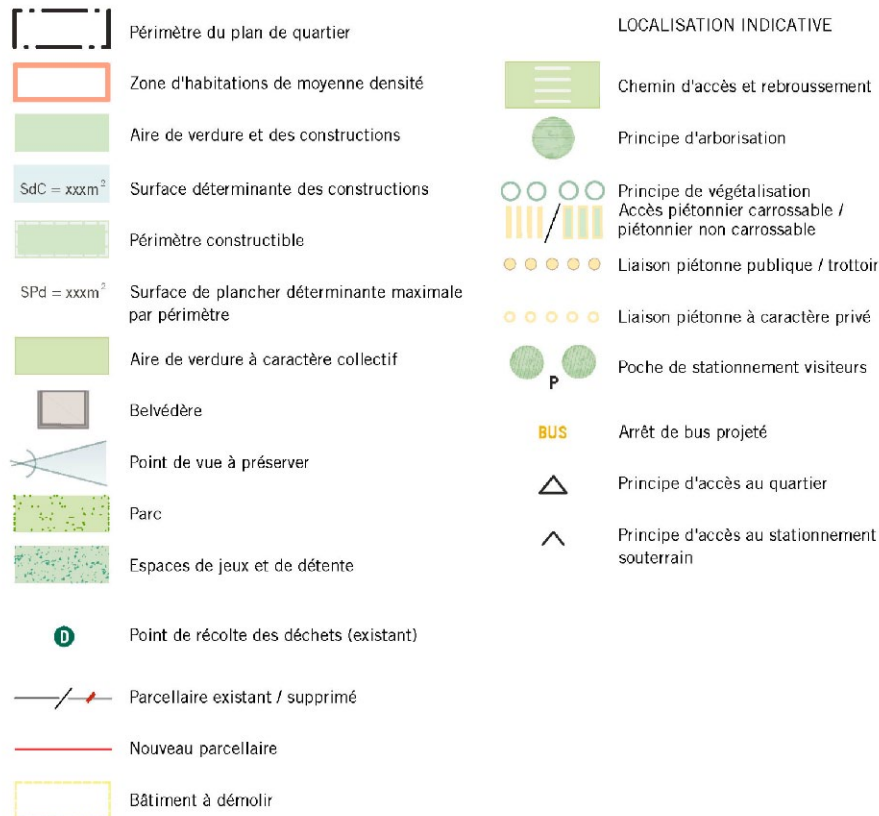 Périmètre du plan de quartier
Zone d'habitations de moyenne densité
Aire de verdure et des constructions
SdC = xxxm²
Surface déterminante des constructions
Périmètre constructible
SPd = xxxm²
Surface de plancher déterminante maximale
par périmètre
Aire de verdure à caractère collectif
Belvédère
Point de vue à préserver
Parc
Espaces de jeux et de détente
D
Point de récolte des déchets (existant)
Parcellaire existant / supprimé
Nouveau parcellaire
Bâtiment à démolir
LOCALISATION INDICATIVE
Chemin d'accès et rebroussement
Principe d'arborisation
Principe de végétalisation
Accès piétonnier carrossable /
piétonnier non carrossable
Liaison piétonne publique / trottoir
Liaison piétonne à caractère privé
P
Poche de stationnement visiteurs
BUS
Arrêt de bus projeté
Principe d'accès au quartier
Principe d'accès au stationnement
souterrain